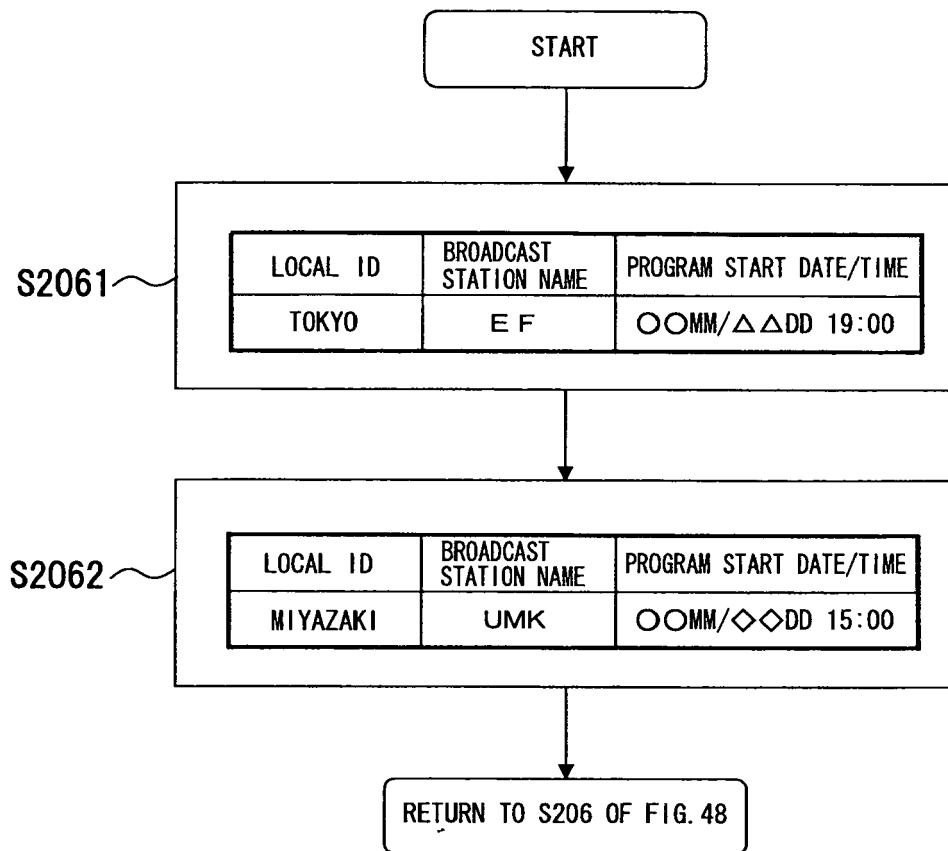 START
S2061
LOCAL ID
BROADCAST
STATION NAME
PROGRAM START DATE/TIME
TOKYO
EF
○○MM/△△DD 19:00
S2062
LOCAL ID
BROADCAST
STATION NAME
PROGRAM START DATE/TIME
MIYAZAKI
UMK
○○MM/◇◇DD 15:00
RETURN TO S206 OF FIG. 48